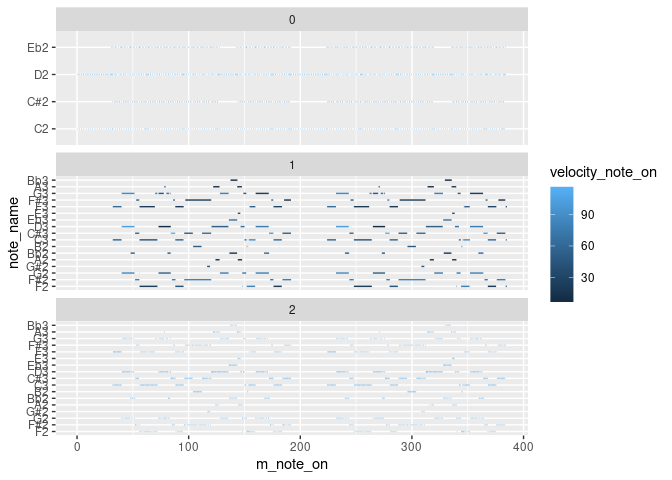 0
Eb2
D2
C#2
C2
1
Bb3
A3
G3
F#3
F3
E3
Eb3
D3
C#3
B2
Bb2
A2
G#2
G2
F#2
F2
2
Bb3
A3
G3
F#3
F3
E3
Eb3
D3
C#3
B2
Bb2
A2
G#2
G2
F#2
F2
0
100
200
300
400
m_note_on
note_name
velocity_note_on
90
60
30